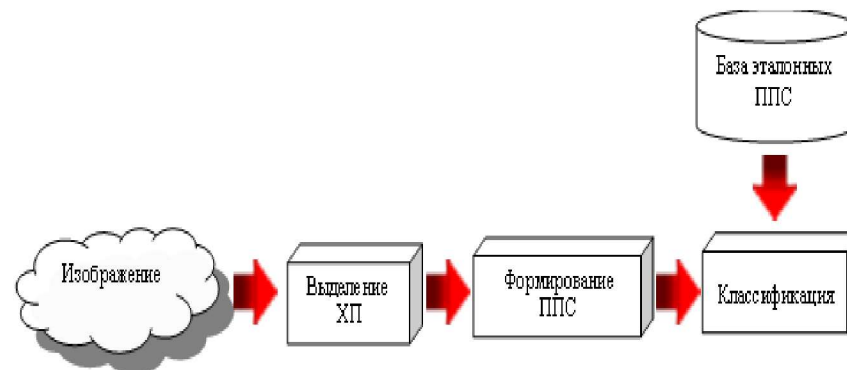 База эталонных
ППС
Изображение
Выделение
ХП
Формирование
ППС
Классификация